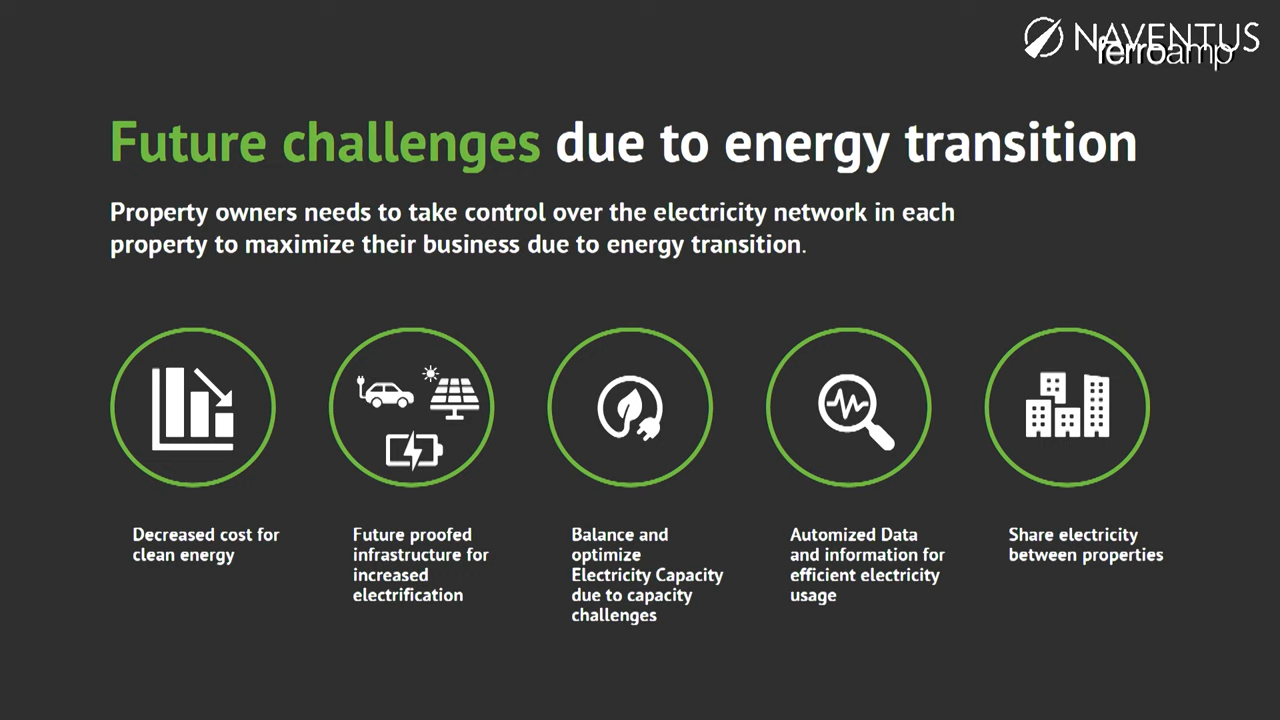 NAVENTUS
ferroamp
Future challenges due to energy transition
Property owners needs to take control over the electricity network in each
property to maximize their business due to energy transition.
Decreased cost for
clean energy
Future proofed
infrastructure for
increased
electrification
Balance and
optimize
Electricity Capacity
due to capacity
challenges
Automized Data
and information for
efficient electricity
usage
Share electricity
between properties